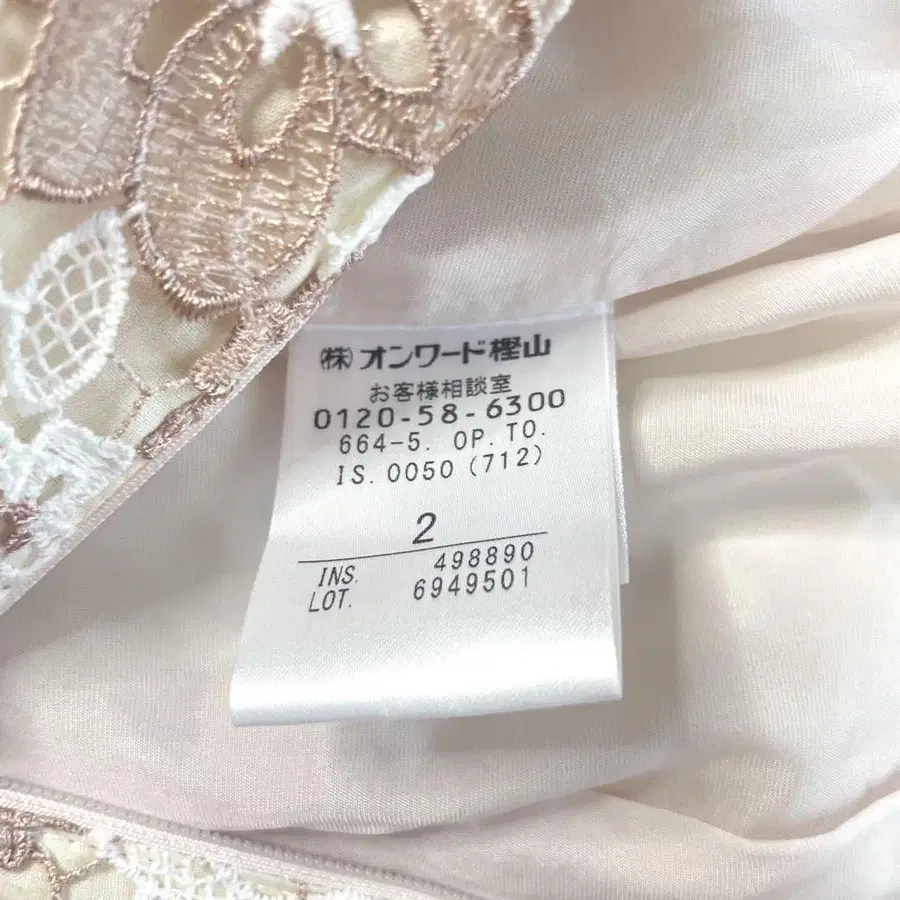 ㈱オンワード樫山
お客様相談室
0120-58-6300
664-5. OP. TO.
IS. 0050 (712)
2
INS. 498890
LOT. 6949501